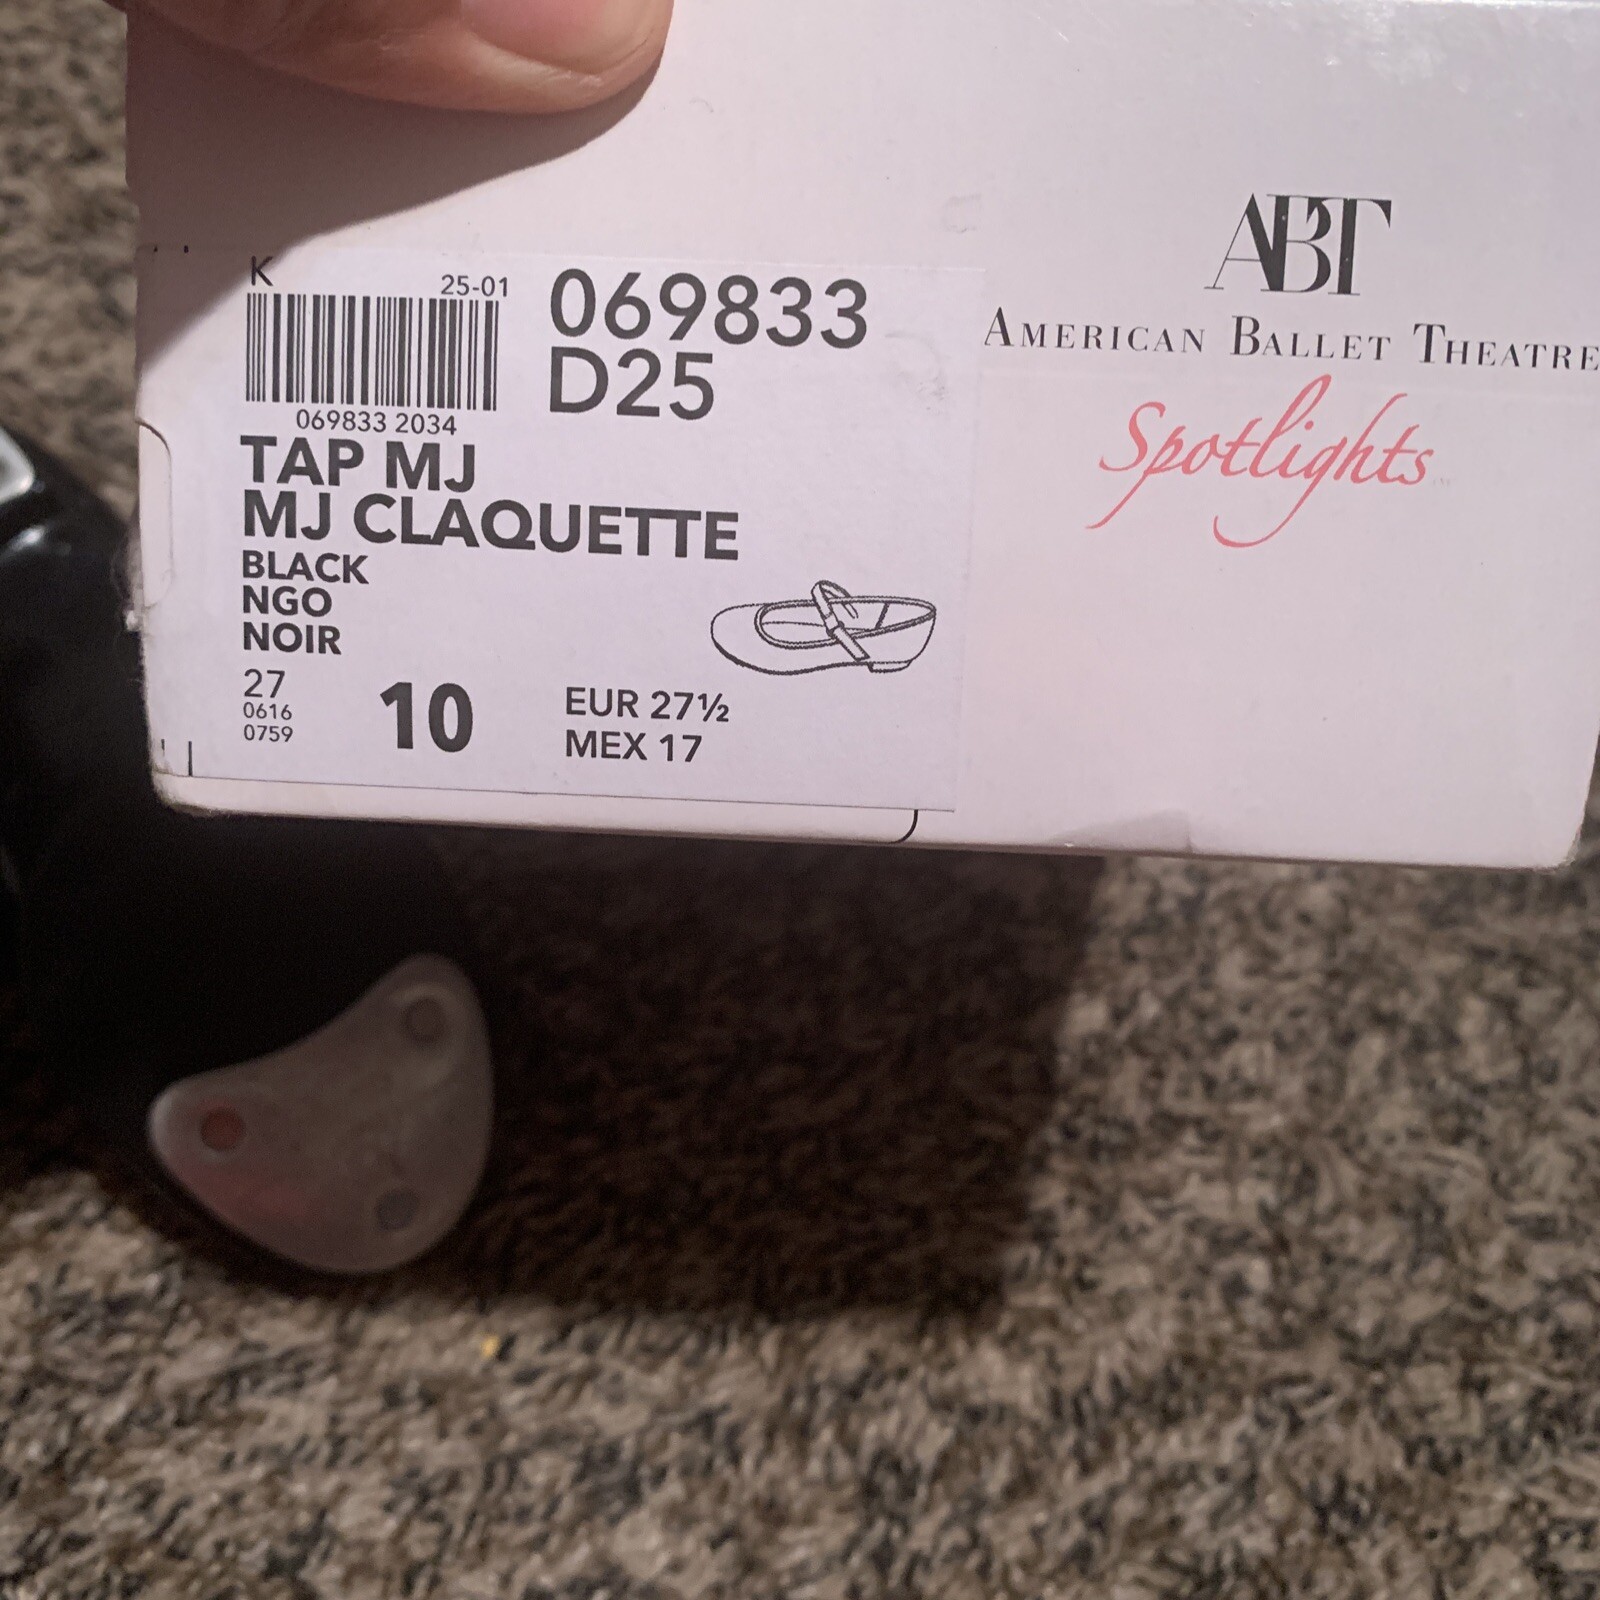 K
25-01
069833 2034
069833
D25
TAP MJ
MJ CLAQUETTE
BLACK
NGO
NOIR
27
0616
0759
10
EUR 27½
MEX 17
ABT
AMERICAN BALLET THEATRE
Spotlights